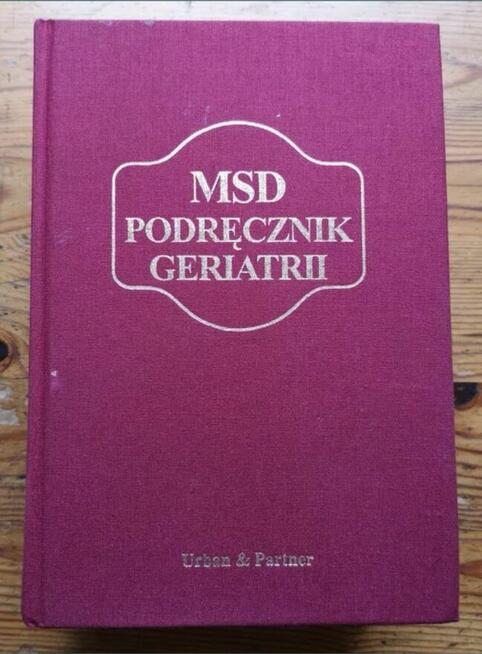 MSD
PODRĘCZNIK
GERIATRII
Urban & Partner